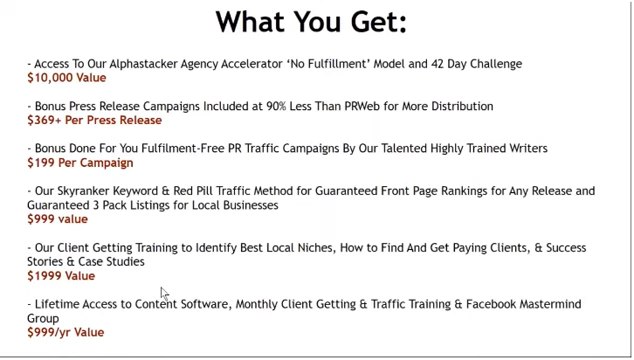 What You Get:
- Access To Our Alphastacker Agency Accelerator ‘No Fulfillment’ Model and 42 Day Challenge
$10,000 Value
- Bonus Press Release Campaigns Included at 90% Less Than PRWeb for More Distribution
$369+ Per Press Release
- Bonus Done For You Fulfilment-Free PR Traffic Campaigns By Our Talented Highly Trained Writers
$199 Per Campaign
- Our Skyranker Keyword & Red Pill Traffic Method for Guaranteed Front Page Rankings for Any Release and
Guaranteed 3 Pack Listings for Local Businesses
$999 value
- Our Client Getting Training to Identify Best Local Niches, How to Find And Get Paying Clients, & Success
Stories & Case Studies
$1999 Value
- Lifetime Access to Content Software, Monthly Client Getting & Traffic Training & Facebook Mastermind
Group
$999/yr Value